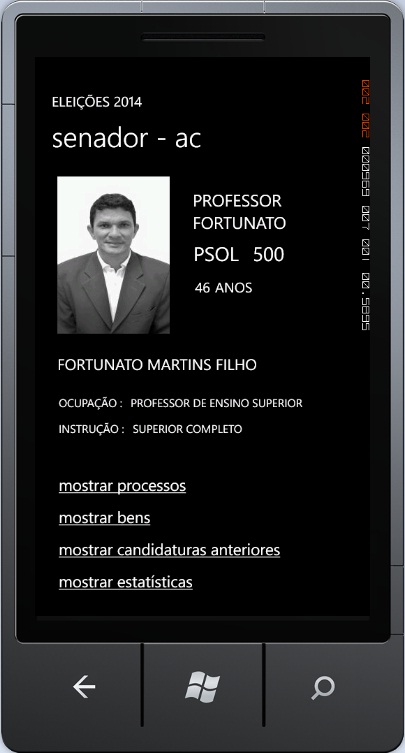 ELEIÇÕES 2014
senador - ac
PROFESSOR
FORTUNATO
PSOL 500
46 ANOS
FORTUNATO MARTINS FILHO
OCUPAÇÃO : PROFESSOR DE ENSINO SUPERIOR
INSTRUÇÃO : SUPERIOR COMPLETO
mostrar processos
mostrar bens
mostrar candidaturas anteriores
mostrar estatísticas
002 002 000969 007 001 00.5695